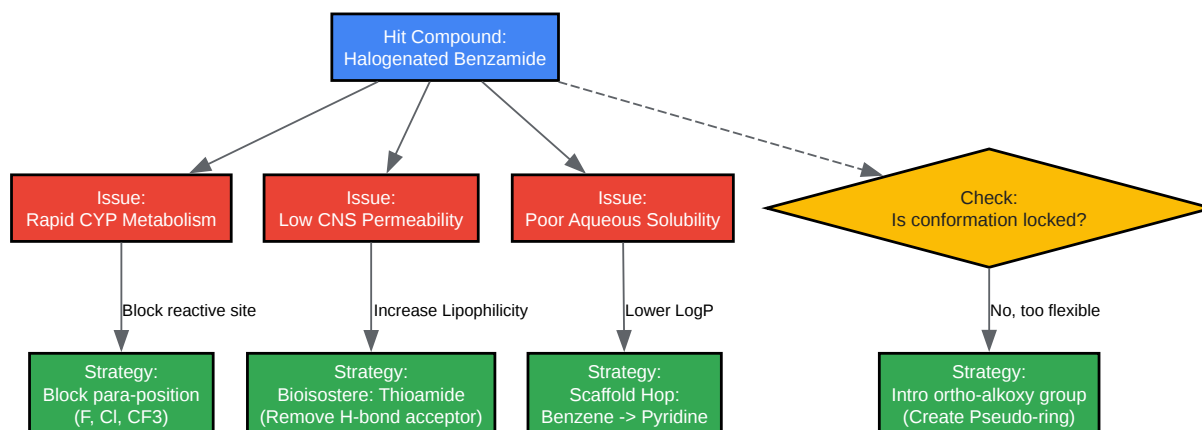 Hit Compound:
Halogenated Benzamide
Issue:
Rapid CYP Metabolism
Issue:
Low CNS Permeability
Issue:
Poor Aqueous Solubility
Check:
Is conformation locked?
Block reactive site
Increase Lipophilicity
Lower LogP
No, too flexible
Strategy:
Block para-position
(F, Cl, CF3)
Strategy:
Bioisostere: Thioamide
(Remove H-bond acceptor)
Strategy:
Scaffold Hop:
Benzene -> Pyridine
Strategy:
Intro ortho-alkoxy group
(Create Pseudo-ring)